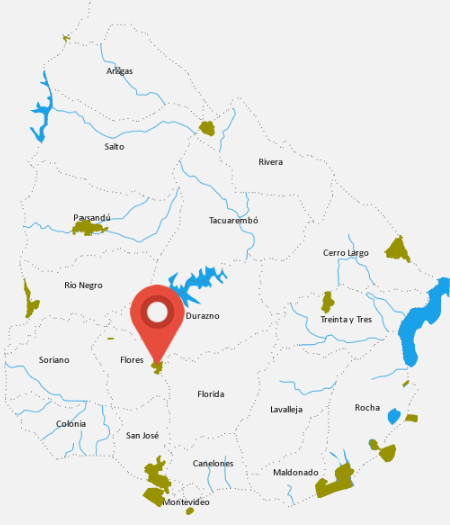 Artigas
Salto
Rivera
Paysandú
Tacuarembó
Cerro Largo
Río Negro
Durazno
Treinta y Tres
Soriano
Flores
Florida
Lavalleja
Rocha
Colonia
San José
Canelones
Maldonado
Montevideo